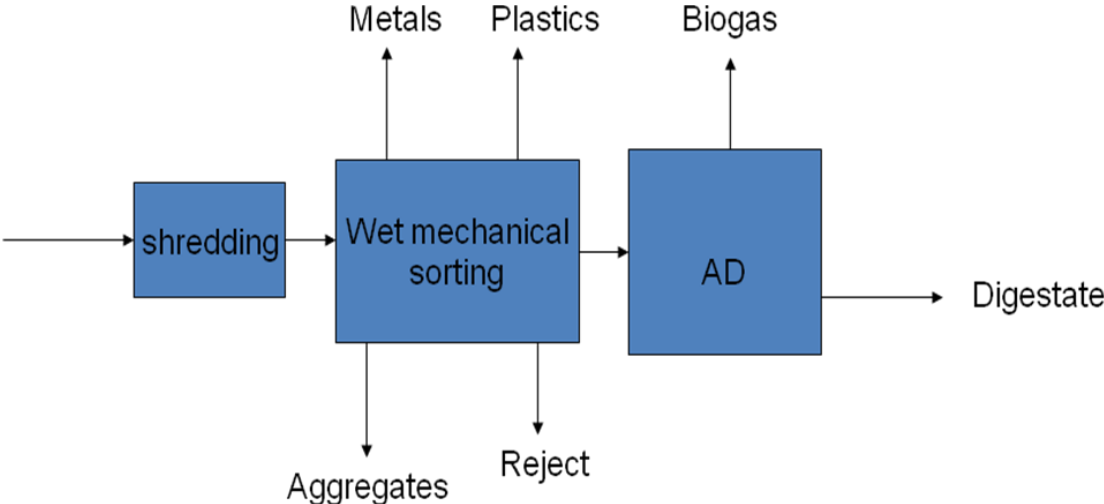 Metals
Plastics
Biogas
shredding
Wet mechanical
sorting
AD
Digestate
Reject
Aggregates